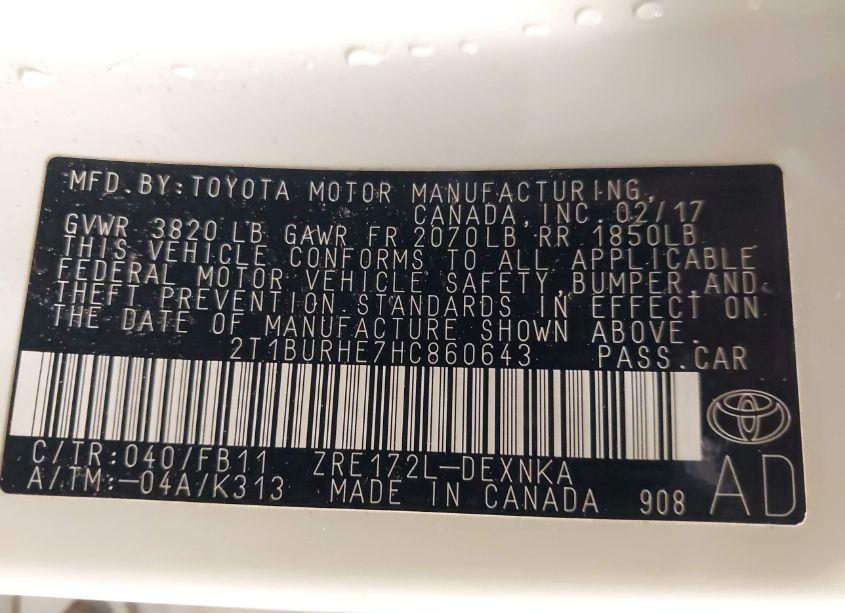 MFD.BY:TOYOTA MOTOR MANUFACTURING,
CANADA, INC. 02/17
GVWR 3820 LB GAWR FR 2070LB RR 1850LB
THIS VEHICLE CONFORMS TO ALL APPLICABLE
FEDERAL MOTOR VEHICLE SAFETY, BUMPER, AND
THEFT PREVENTION STANDARDS IN EFFECT ON
THE DATE OF MANUFACTURE SHOWN ABOVE.
2T1BURHE7HC860643 PASS.CAR
C/TR:040/FB11 ZRE172L-DEXNKA
A/TM:-04A/K313 MADE IN CANADA 908 AD